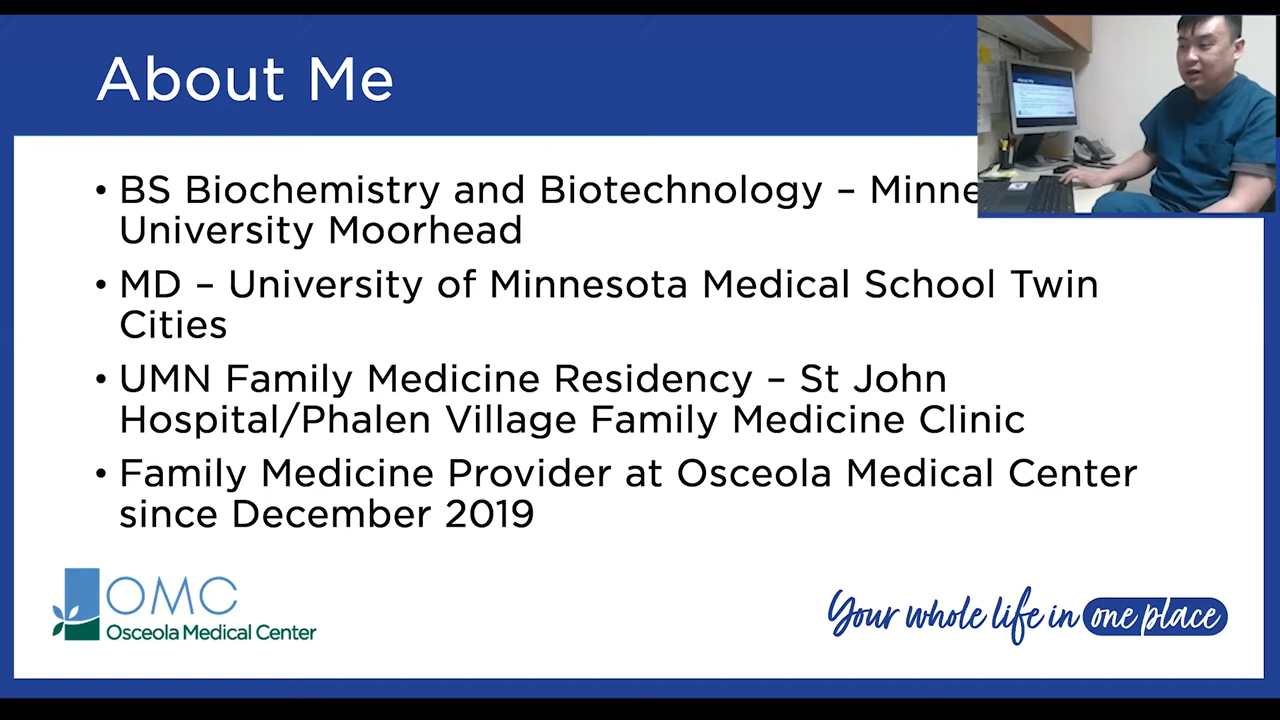 About Me
• BS Biochemistry and Biotechnology – Minne
University Moorhead
• MD – University of Minnesota Medical School Twin
Cities
• UMN Family Medicine Residency – St John
Hospital/Phalen Village Family Medicine Clinic
• Family Medicine Provider at Osceola Medical Center
since December 2019
OMC
Osceola Medical Center
Your whole life in one place